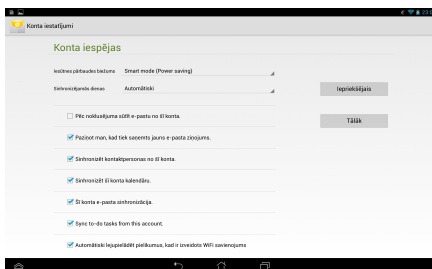 23:0
Konta iestatījumi
Konta iespējas
Iesūtnes pārbaudes biežums Smart mode (Power saving)
Sinhronizējamās dienas Automātiski
Iepriekšējais
Tālāk
Pēc noklusējuma sūtīt e-pastu no šī konta.
Paziņot man, kad tiek saņemts jauns e-pasta ziņojums.
Sinhronizēt kontaktpersonas no šī konta.
Sinhronizēt šī konta kalendāru.
Šī konta e-pasta sinhronizācija.
Sync to-do tasks from this account.
Automātiski lejupielādēt pielikumus, kad ir izveidots WiFi savienojums